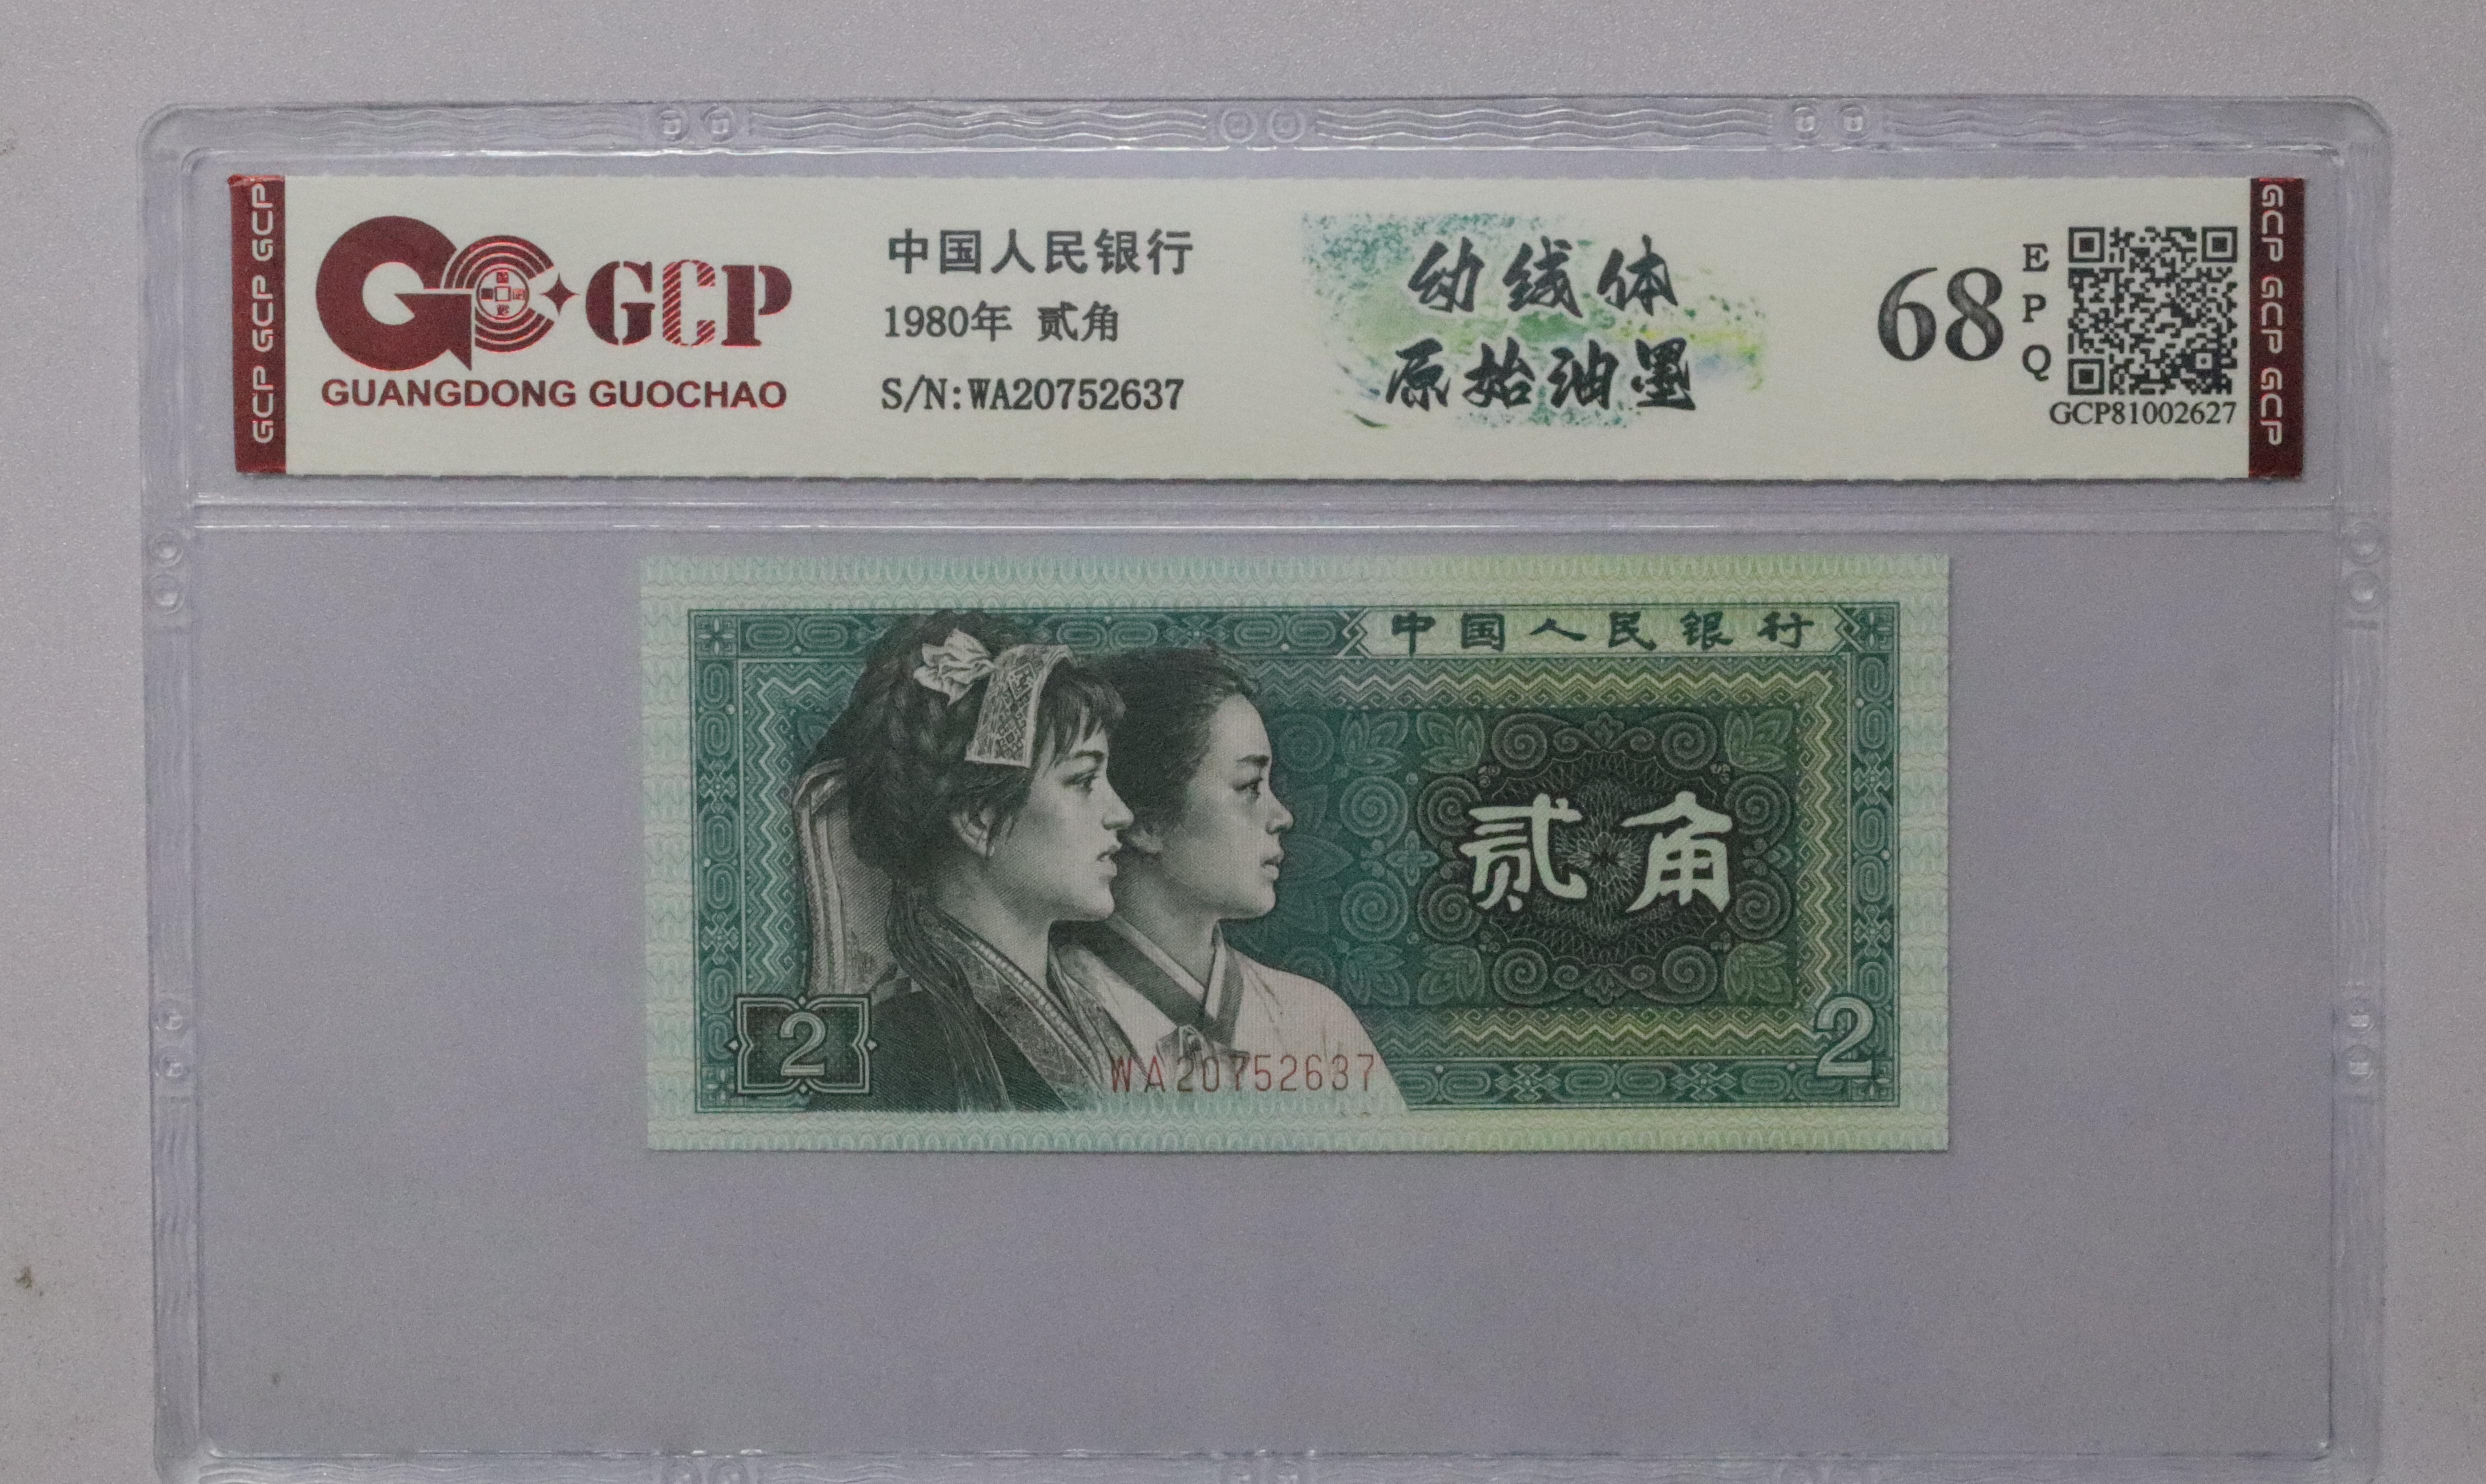 GCP GCP GCP
GCP
GUANGDONG GUOCHAO
中国人民银行
1980年 贰角
S/N:WA20752637
幼线体
原始油墨
68
E
P
Q
GCP81002627
GCP GCP GCP
中国人民银行
贰角
2
WA20752637
2